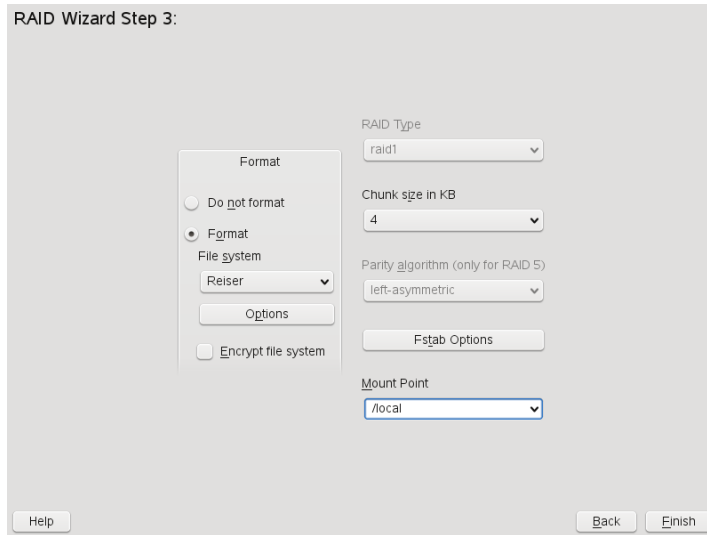 RAID Wizard Step 3:
Format
Do not format
Format
File system
Reiser
Options
Encrypt file system
RAID Type
raid1
Chunk size in KB
4
Parity algorithm (only for RAID 5)
left-asymmetric
Fstab Options
Mount Point
/local
Help
Back
Finish